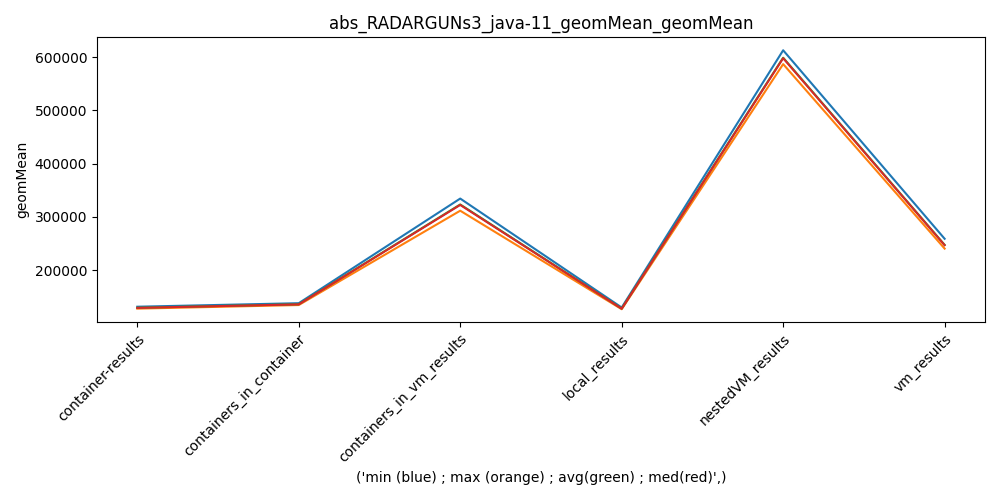 abs_RADARGUNs3_java-11_geomMean_geomMean
600000
500000
400000
300000
200000
geomMean
container-results
containers_in_container
containers_in_vm_results
local_results
nestedVM_results
vm_results
('min (blue) ; max (orange) ; avg(green) ; med(red)',)